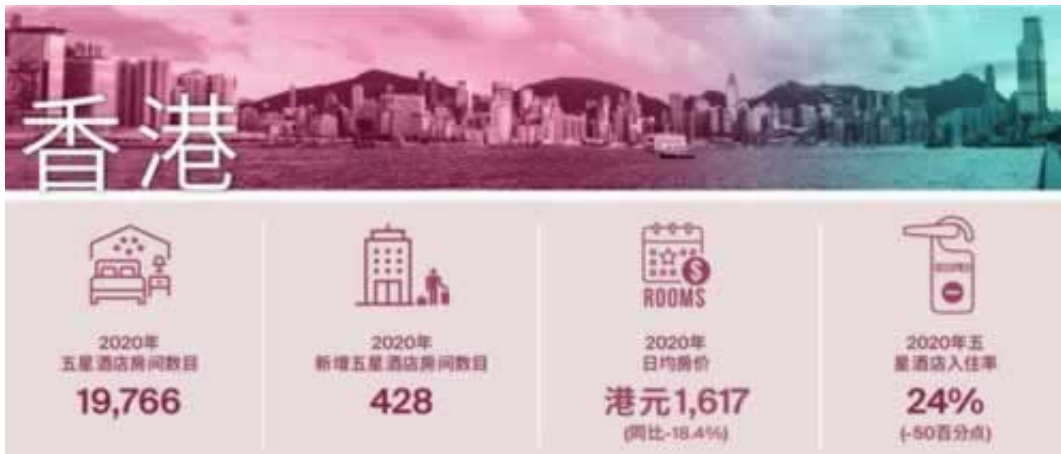 香港
ROOMS
OCCUPIED
2020年
五星酒店房间数目
19,766
2020年
新增五星酒店房间数目
428
2020年
日均房价
港元1,617
(同比-18.4%)
2020年五
星酒店入住率
24%
(-50百分点)